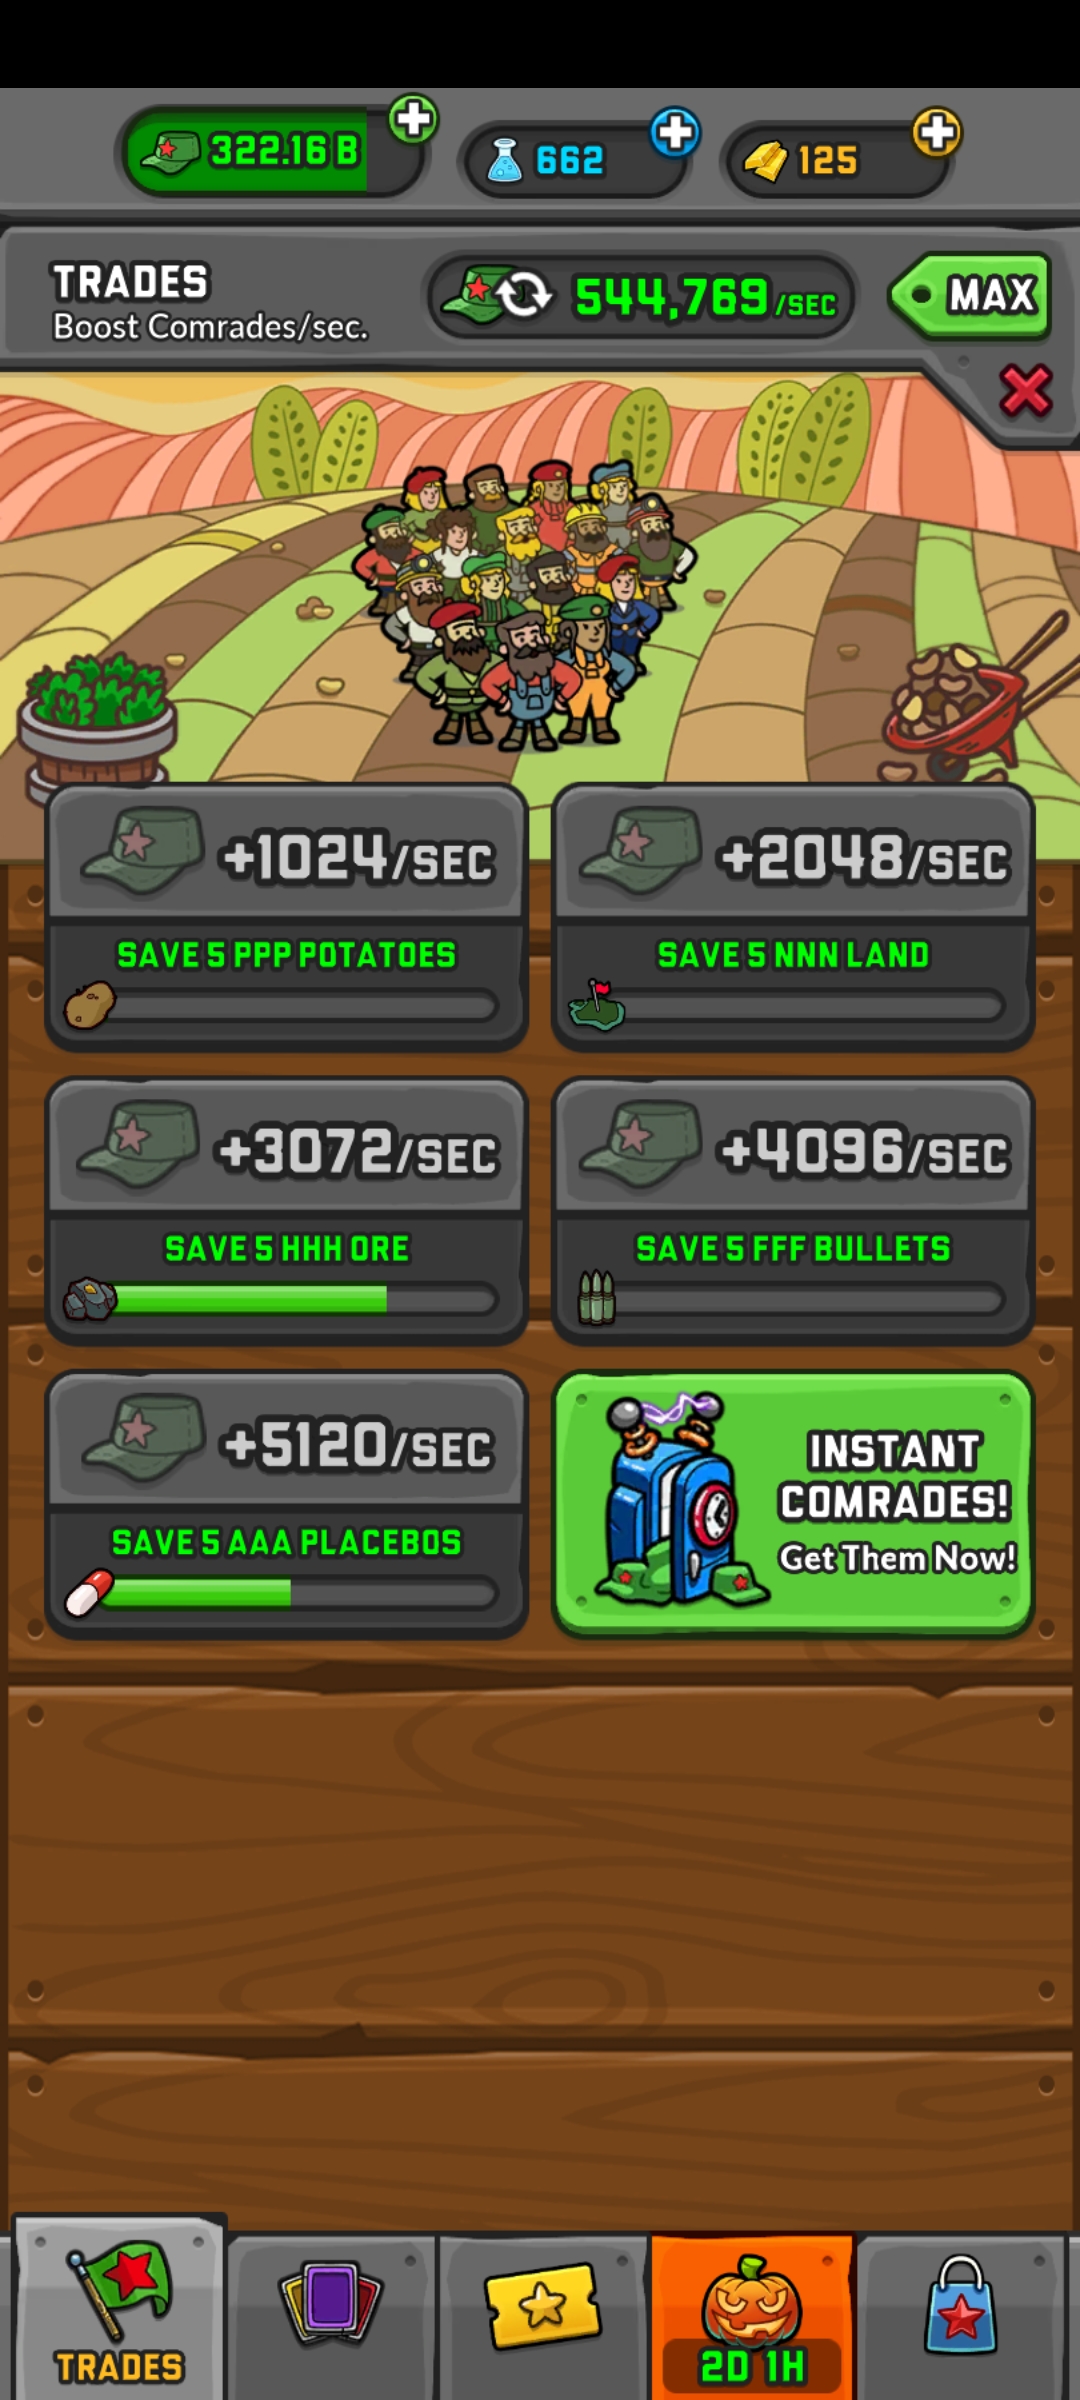 322.16 B
662
125
TRADES
Boost Comrades/sec.
544,769/SEC
MAX
+1024/SEC
SAVE 5 PPP POTATOES
+2048/SEC
SAVE 5 NNN LAND
+3072/SEC
SAVE 5 HHH ORE
+4096/SEC
SAVE 5 FFF BULLETS
+5120/SEC
SAVE 5 AAA PLACEBOS
INSTANT
COMRADES!
Get Them Now!
TRADES
2D 1H